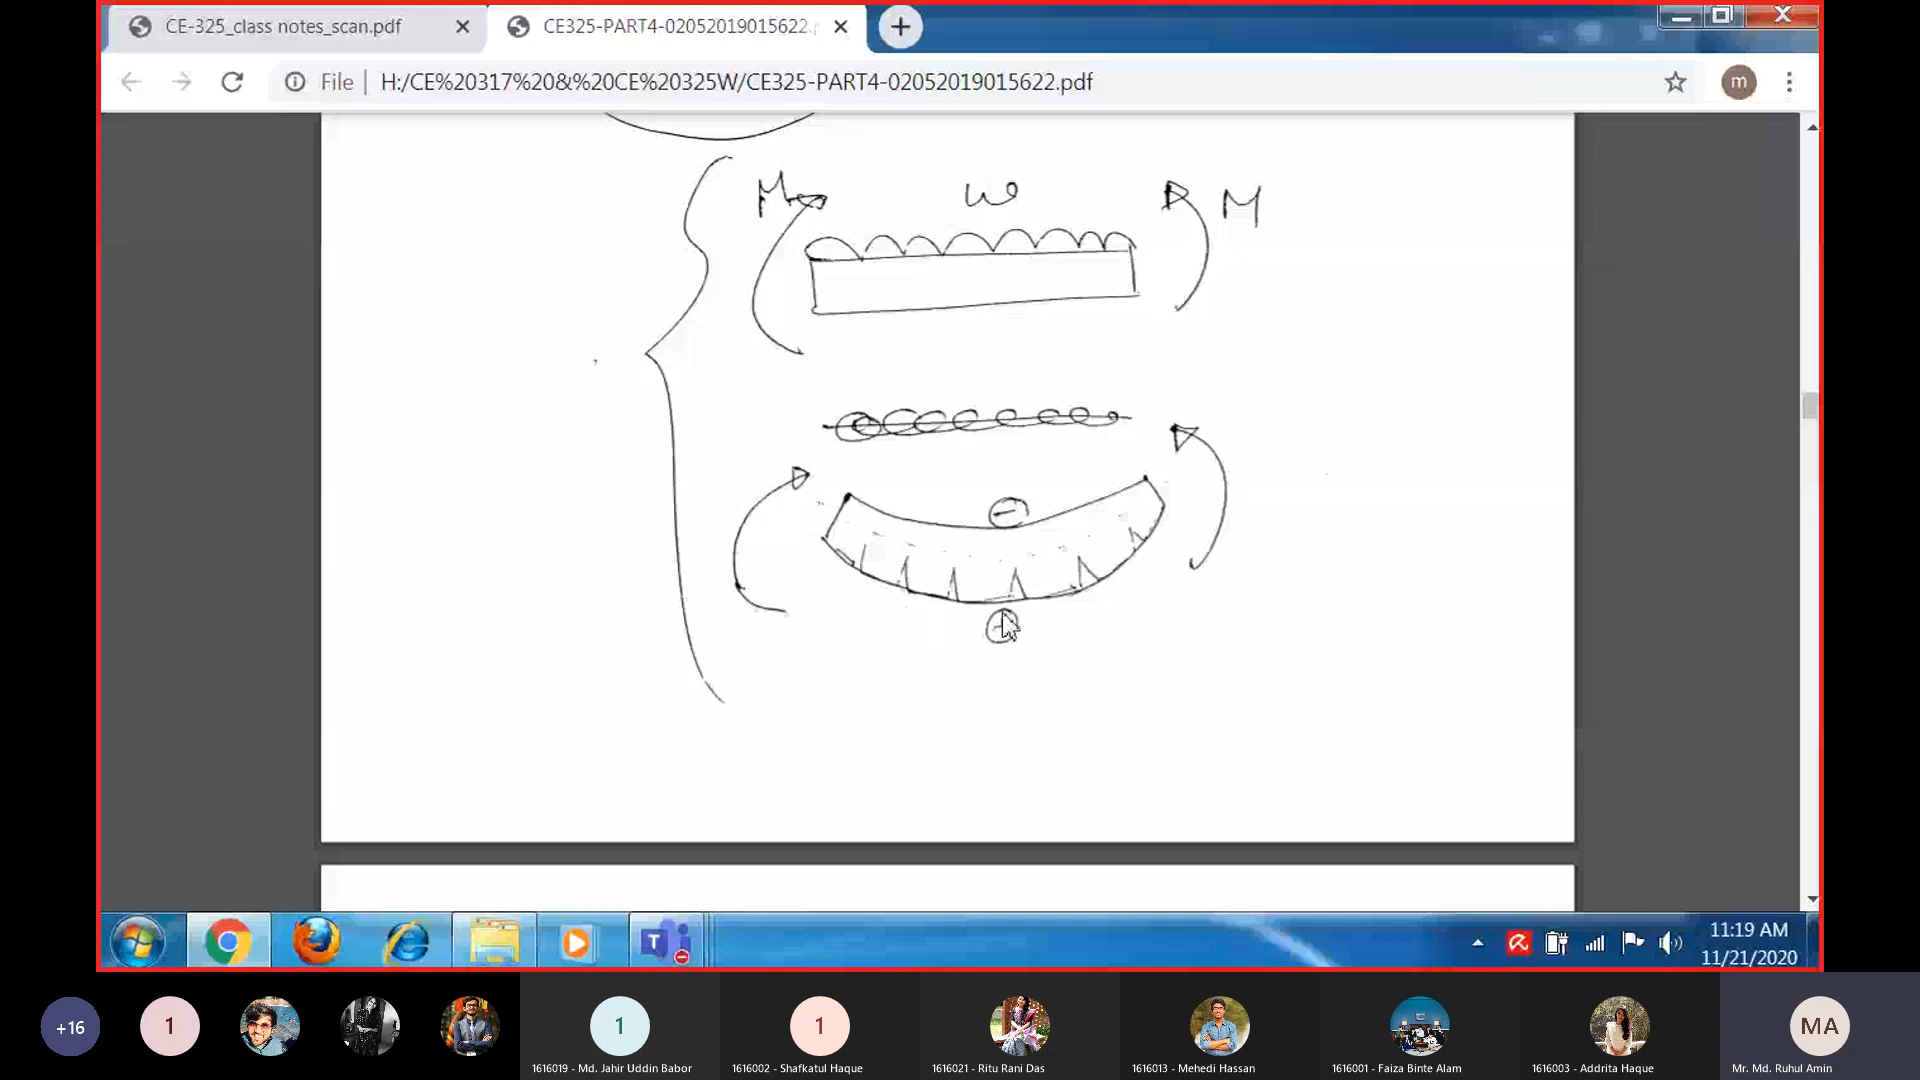 CE-325_class notes_scan.pdf
CE325-PART4-02052019015622.p
File
H:/CE%20317%20&%20CE%20325W/CE325-PART4-02052019015622.pdf
m
M
w
M
T
11:19 AM
11/21/2020
+16
1
1
1
MA
1616019 - Md. Jahir Uddin Babor
1616002 - Shafkatul Haque
1616021 - Ritu Rani Das
1616013 - Mehedi Hassan
1616001 - Faiza Binte Alam
1616003 - Addrita Haque
Mr. Md. Ruhul Amin